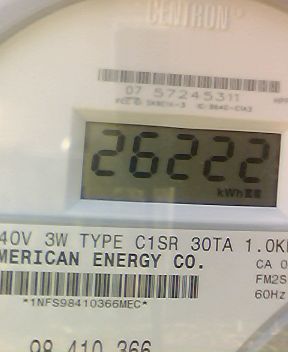 CENTRON®
07 57245311
26222
kWh
40V 3W TYPE C1SR 30TA 1.0K
MERICAN ENERGY CO.
CA 0
FM2S
60Hz
*1NFS98410366MEC*
98 410 366